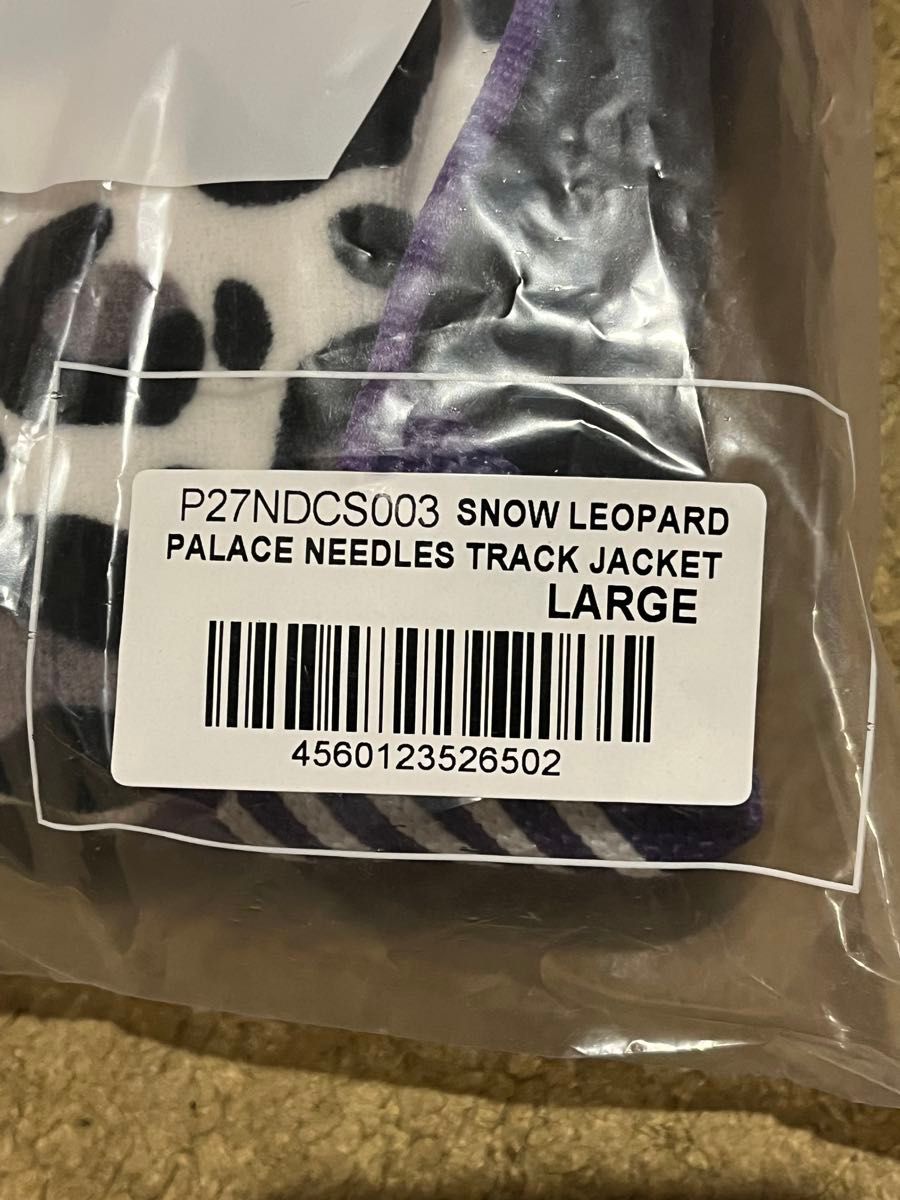 P27NDCS003 SNOW LEOPARD
PALACE NEEDLES TRACK JACKET
LARGE
4560123526502